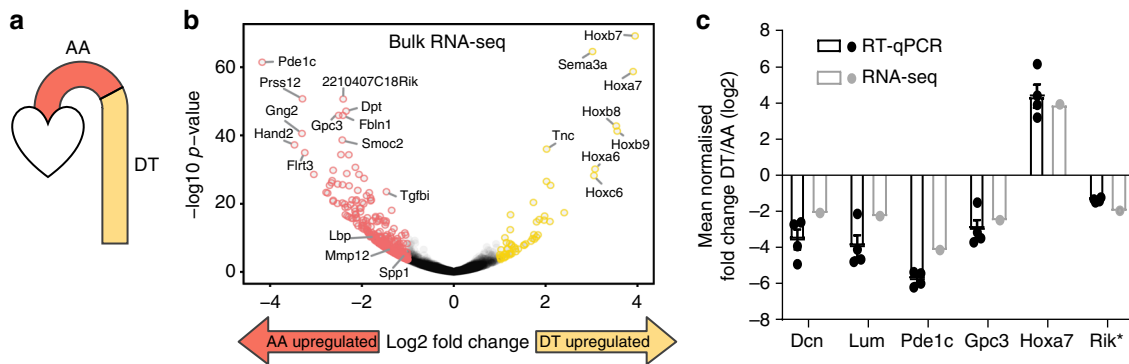 a
AA
DT
b
Bulk RNA-seq
Hoxb7
Sema3a
Hoxa7
Pde1c
Prss12
2210407C18Rik
Gng2
Gpc3
Dpt
Fbln1
Hand2
Smoc2
Flrt3
Hoxb8
Tnc
Hoxb9
Hoxa6
Hoxc6
Tgfbi
Lbp
Mmp12
Spp1
–log10 p-value
60
40
20
0
−4
−2
0
2
4
AA upregulated
Log2 fold change
DT upregulated
c
RT-qPCR
RNA-seq
Mean normalised
fold change DT/AA (log2)
8
6
4
2
0
−2
−4
−6
−8
Dcn
Lum
Pde1c
Gpc3
Hoxa7
Rik*